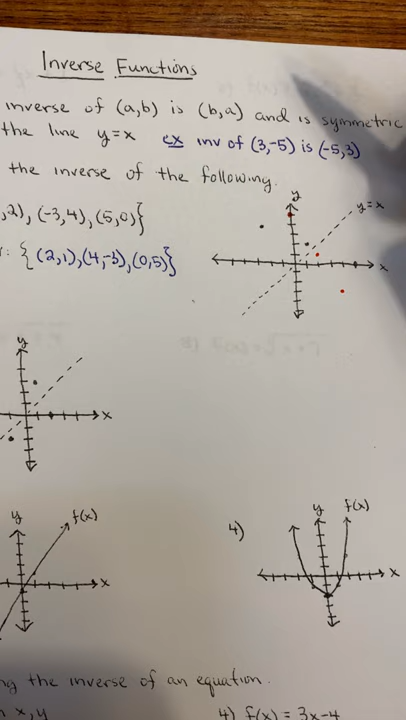 Inverse Functions
inverse of (a,b) is (b,a) and is symmetric
the line y=x ex inv of (3,-5) is (-5,3)
the inverse of the following.
,2), (-3,4), (5,0)}
: { (2,1), (4,-3), (0,5)}
y
y=x
x
y
x
y
f(x)
x
4)
y
f(x)
x
ng the inverse of an equation.
x,y
4) f(x) = 3x-4